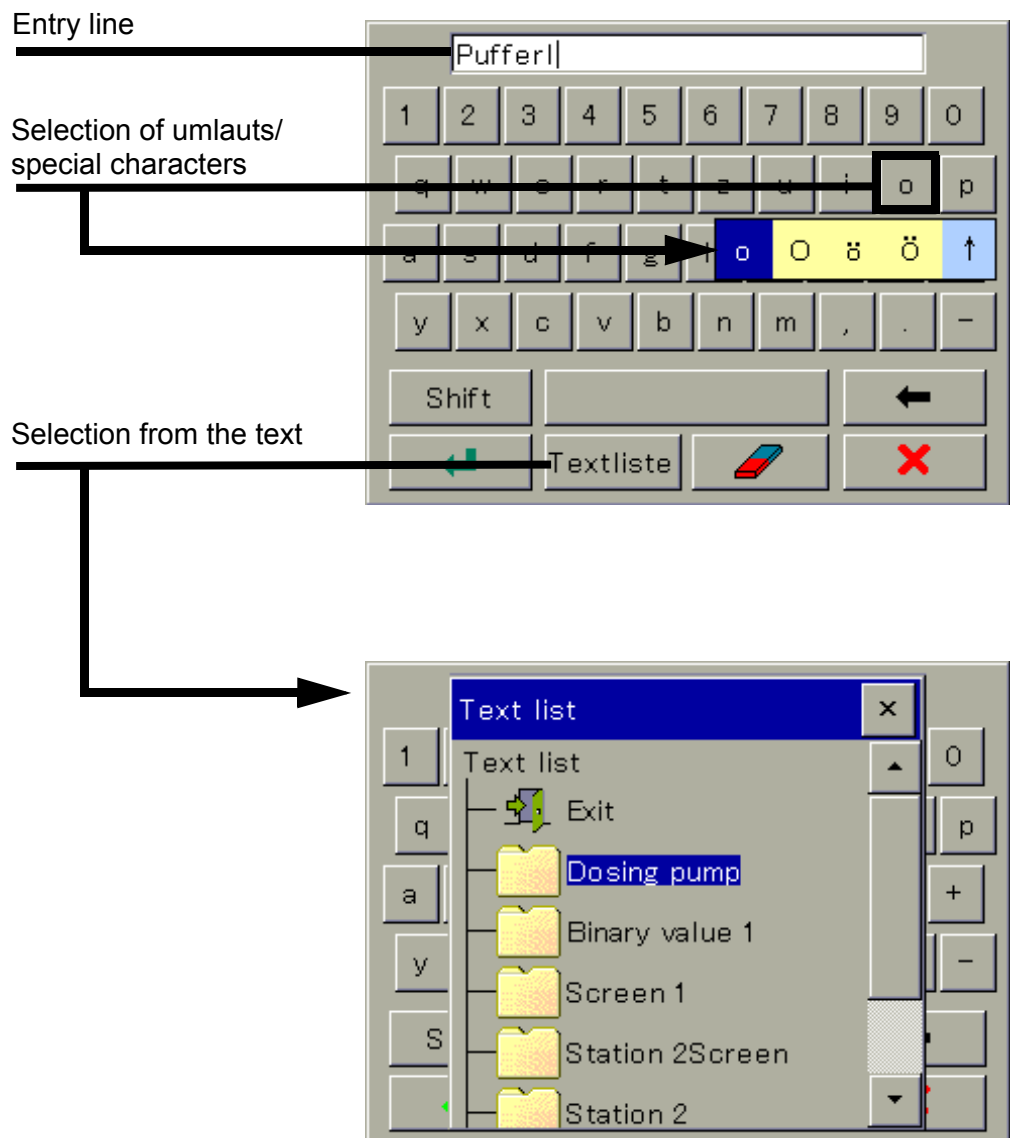 Entry line
Pufferl
1 2 3 4 5 6 7 8 9 0
Selection of umlauts/
special characters
q w e r t z u i o p
a s d f g h o O ö Ö ↑
y x c v b n m , . -
Shift
Selection from the text
Textliste
Text list
1 0
Text list
Exit
q p
Dosing pump
a +
Binary value 1
y -
Screen 1
S
Station 2Screen
Station 2